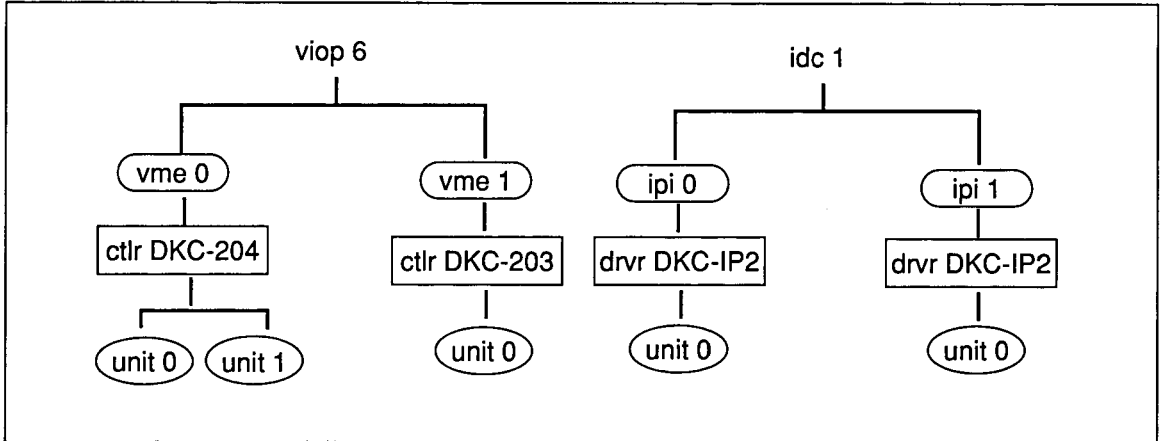 viop 6
idc 1
vme 0
vme 1
ipi 0
ipi 1
ctlr DKC-204
ctlr DKC-203
drvr DKC-IP2
drvr DKC-IP2
unit 0
unit 1
unit 0
unit 0
unit 0